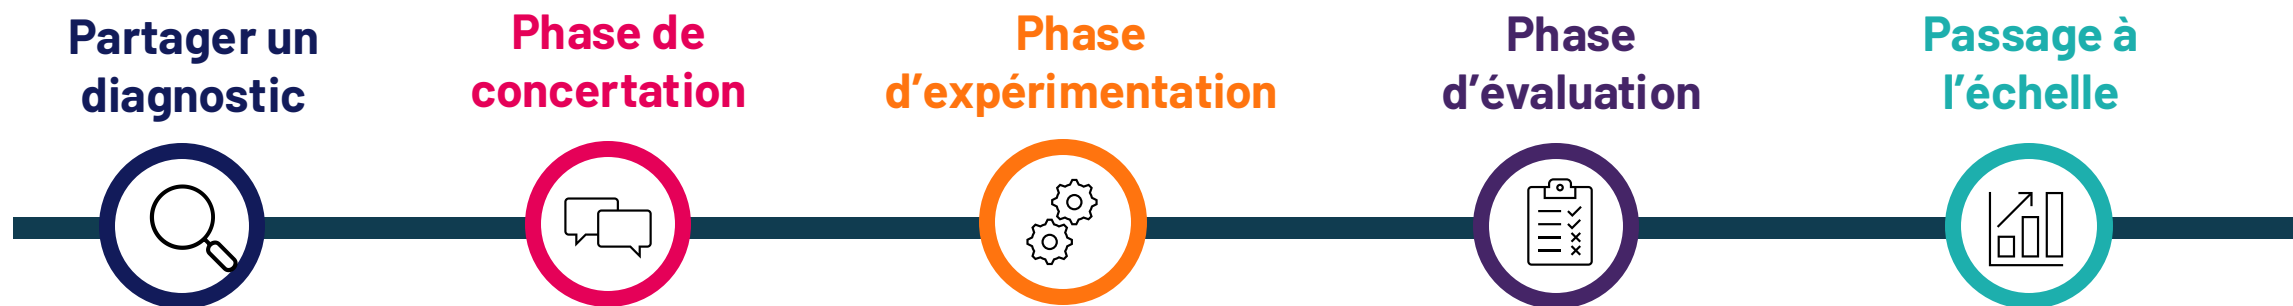 Partager un
diagnostic
Phase de
concertation
Phase
d’expérimentation
Phase
d’évaluation
Passage à
l’échelle